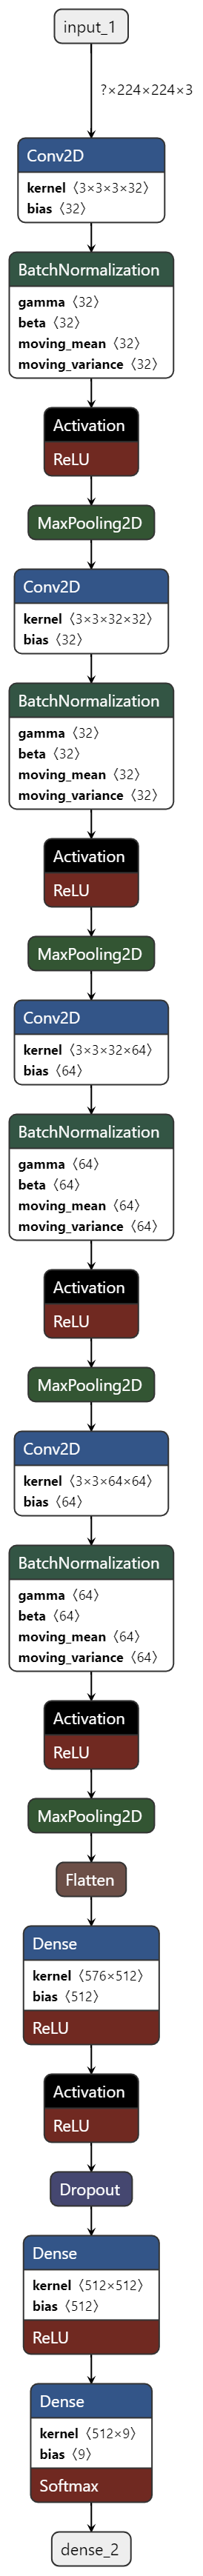 input_1
?×224×224×3
Conv2D
kernel 〈3×3×3×32〉
bias 〈32〉
BatchNormalization
gamma 〈32〉
beta 〈32〉
moving_mean 〈32〉
moving_variance 〈32〉
Activation
ReLU
MaxPooling2D
Conv2D
kernel 〈3×3×32×32〉
bias 〈32〉
BatchNormalization
gamma 〈32〉
beta 〈32〉
moving_mean 〈32〉
moving_variance 〈32〉
Activation
ReLU
MaxPooling2D
Conv2D
kernel 〈3×3×32×64〉
bias 〈64〉
BatchNormalization
gamma 〈64〉
beta 〈64〉
moving_mean 〈64〉
moving_variance 〈64〉
Activation
ReLU
MaxPooling2D
Conv2D
kernel 〈3×3×64×64〉
bias 〈64〉
BatchNormalization
gamma 〈64〉
beta 〈64〉
moving_mean 〈64〉
moving_variance 〈64〉
Activation
ReLU
MaxPooling2D
Flatten
Dense
kernel 〈576×512〉
bias 〈512〉
ReLU
Activation
ReLU
Dropout
Dense
kernel 〈512×512〉
bias 〈512〉
ReLU
Dense
kernel 〈512×9〉
bias 〈9〉
Softmax
dense_2